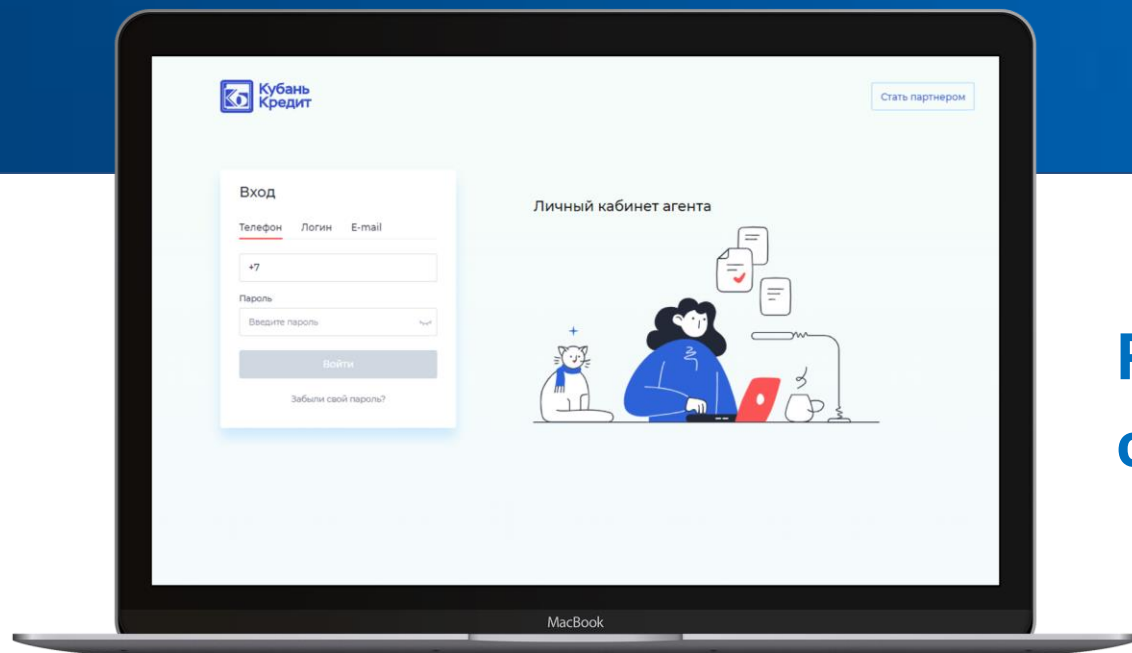 Кубань
Кредит
Стать партнером
Вход
Личный кабинет агента
Телефон Логин E-mail
+7
Пароль
Введите пароль
Войти
Забыли свой пароль?
MacBook